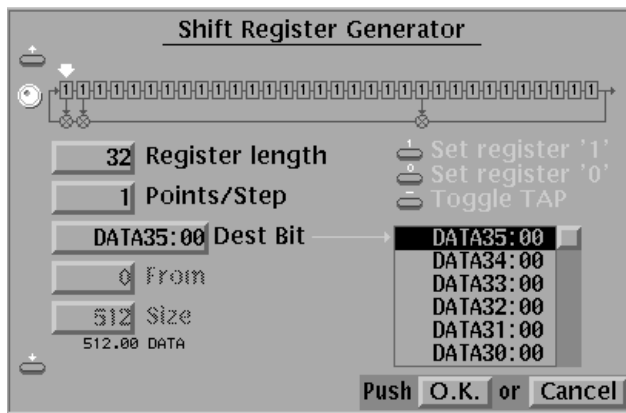 Shift Register Generator
11111111111111111111111111111111
32 Register length
1 Points/Step
DATA35:00 Dest Bit
0 From
512 Size
512.00 DATA
1 Set register '1'
0 Set register '0'
Toggle TAP
DATA35:00
DATA34:00
DATA33:00
DATA32:00
DATA31:00
DATA30:00
Push O.K. or Cancel